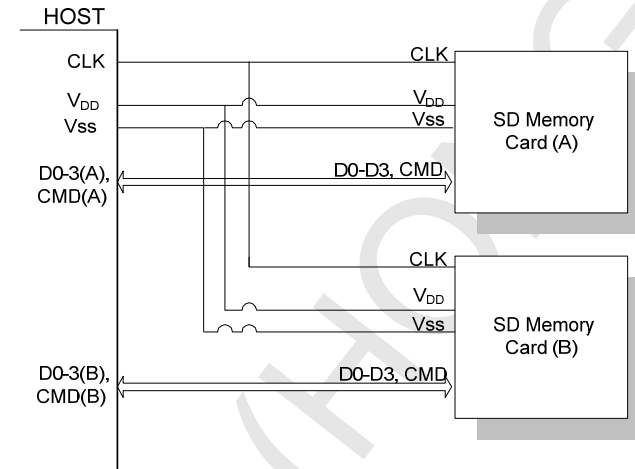 HOST
CLK
CLK
VDD
VDD
Vss
Vss
SD Memory
Card (A)
D0-3(A),
CMD(A)
D0-D3, CMD
CLK
VDD
Vss
SD Memory
Card (B)
D0-3(B),
CMD(B)
D0-D3, CMD